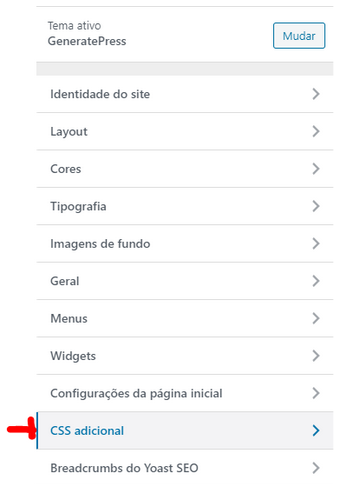 Tema ativo
GeneratePress
Mudar
Identidade do site
Layout
Cores
Tipografia
Imagens de fundo
Geral
Menus
Widgets
Configurações da página inicial
CSS adicional
Breadcrumbs do Yoast SEO